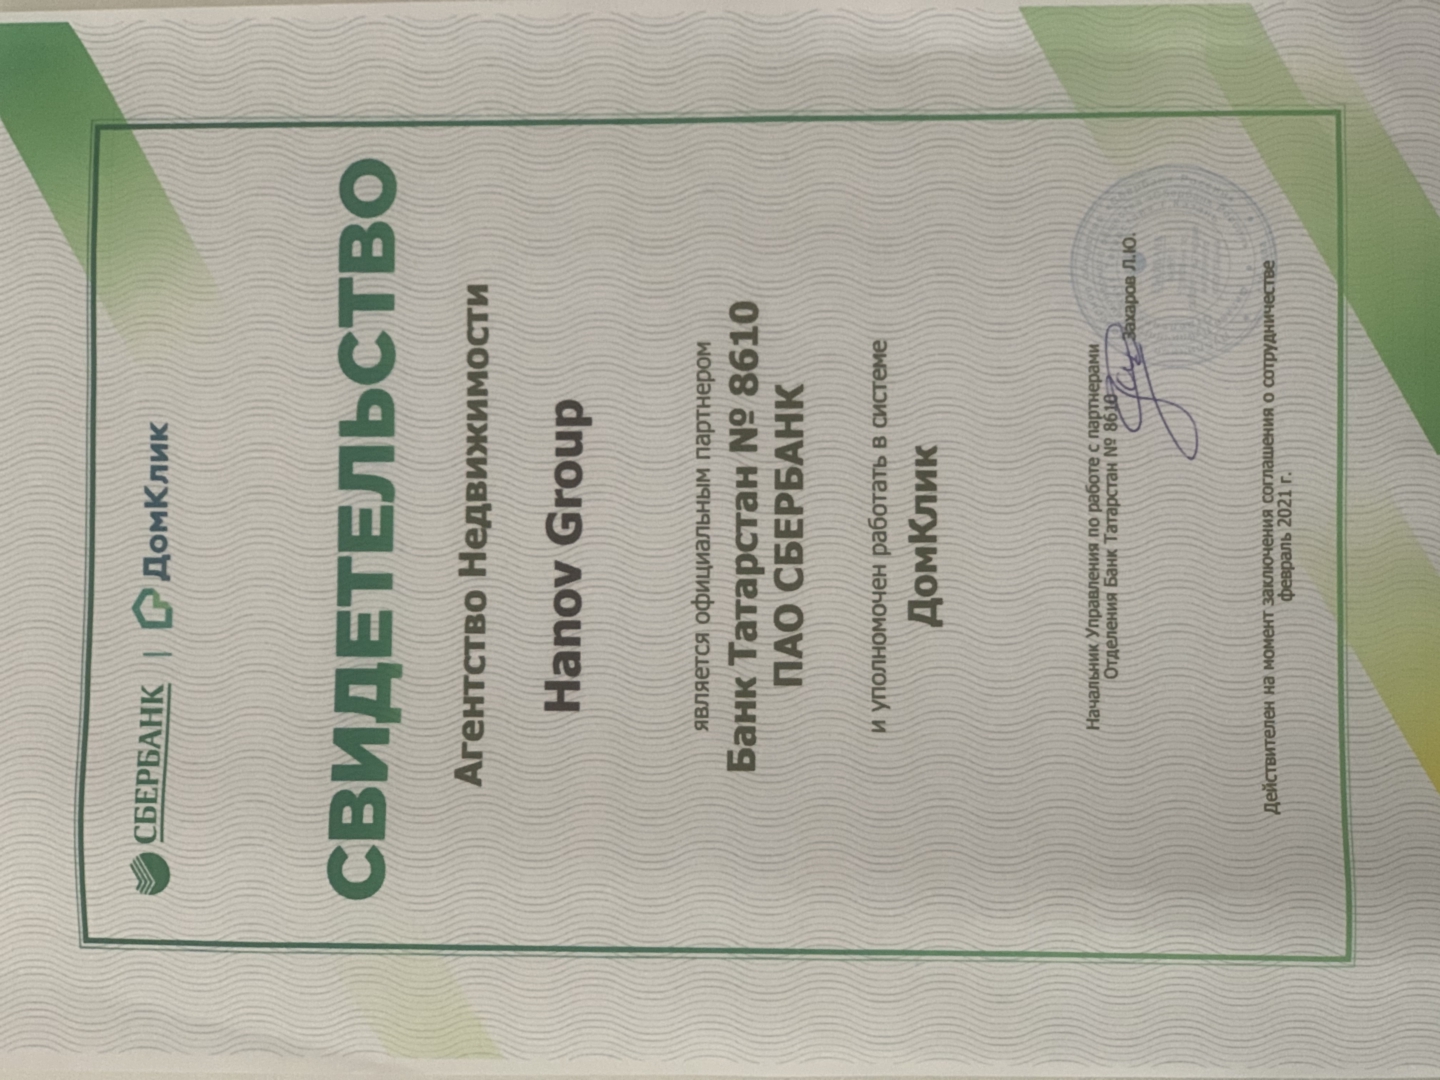 СБЕРБАНК | ДомКлик
СВИДЕТЕЛЬСТВО
Агентство Недвижимости
Hanov Group
является официальным партнером
Банк Татарстан № 8610
ПАО СБЕРБАНК
и уполномочен работать в системе
ДомКлик
Начальник Управления по работе с партнерами
Отделения Банк Татарстан № 8610
Захаров Л.Ю.
Действителен на момент заключения соглашения о сотрудничестве
февраль 2021 г.